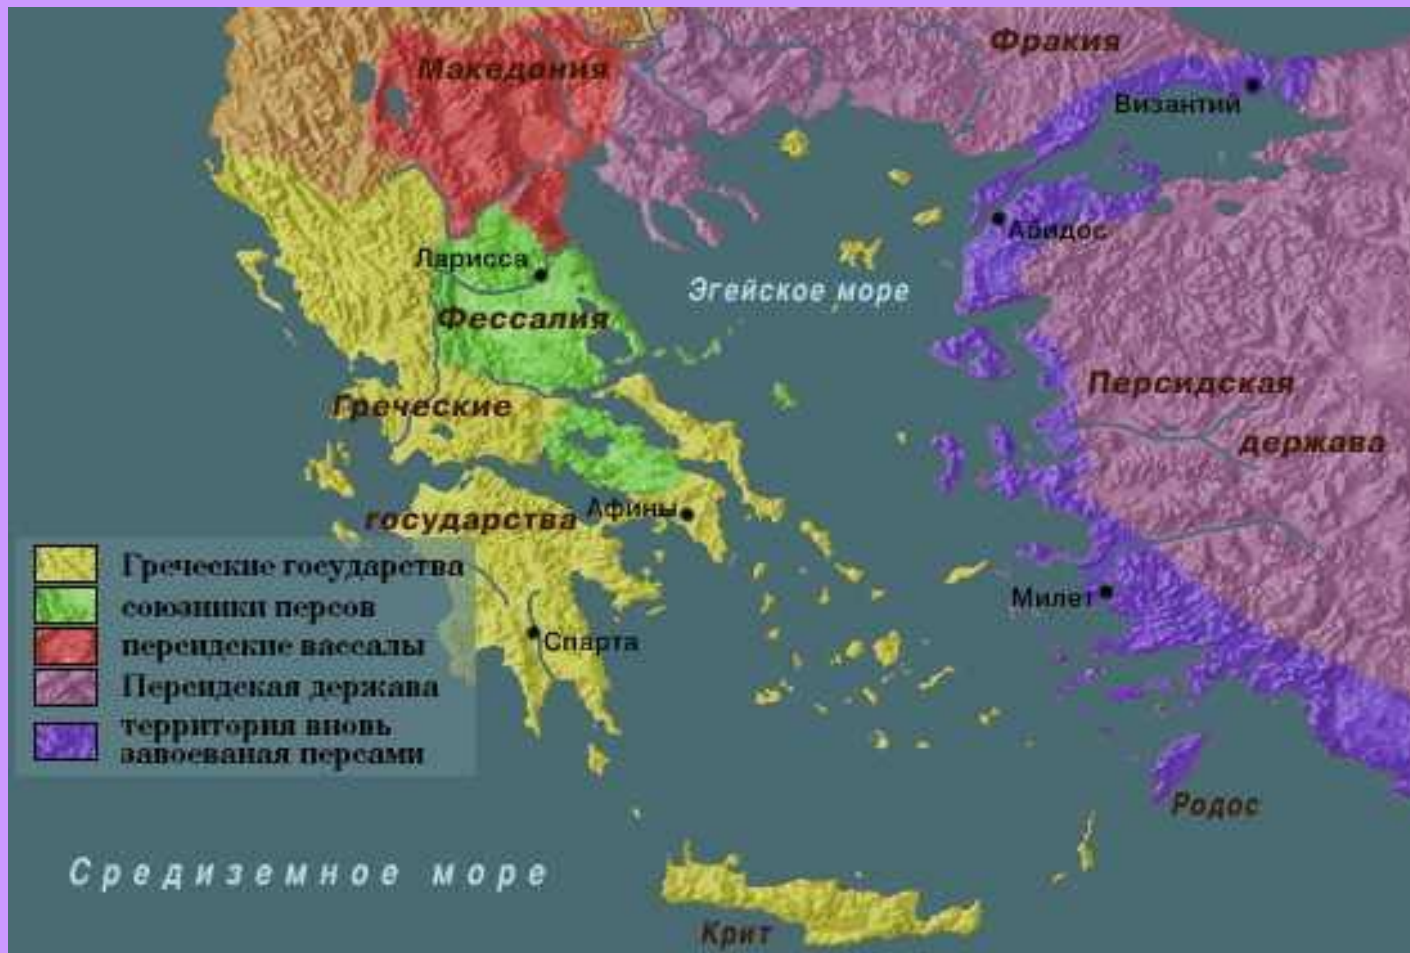 Фракия
Македония
Византий
Абидос
Ларисса
Эгейское море
Фессалия
Персидская
держава
Греческие
государства
Афины
Милет
Спарта
Греческие государства
союзники персов
персидские вассалы
Персидская держава
территория вновь
завоеваная персами
Родос
Средиземное море
Крит